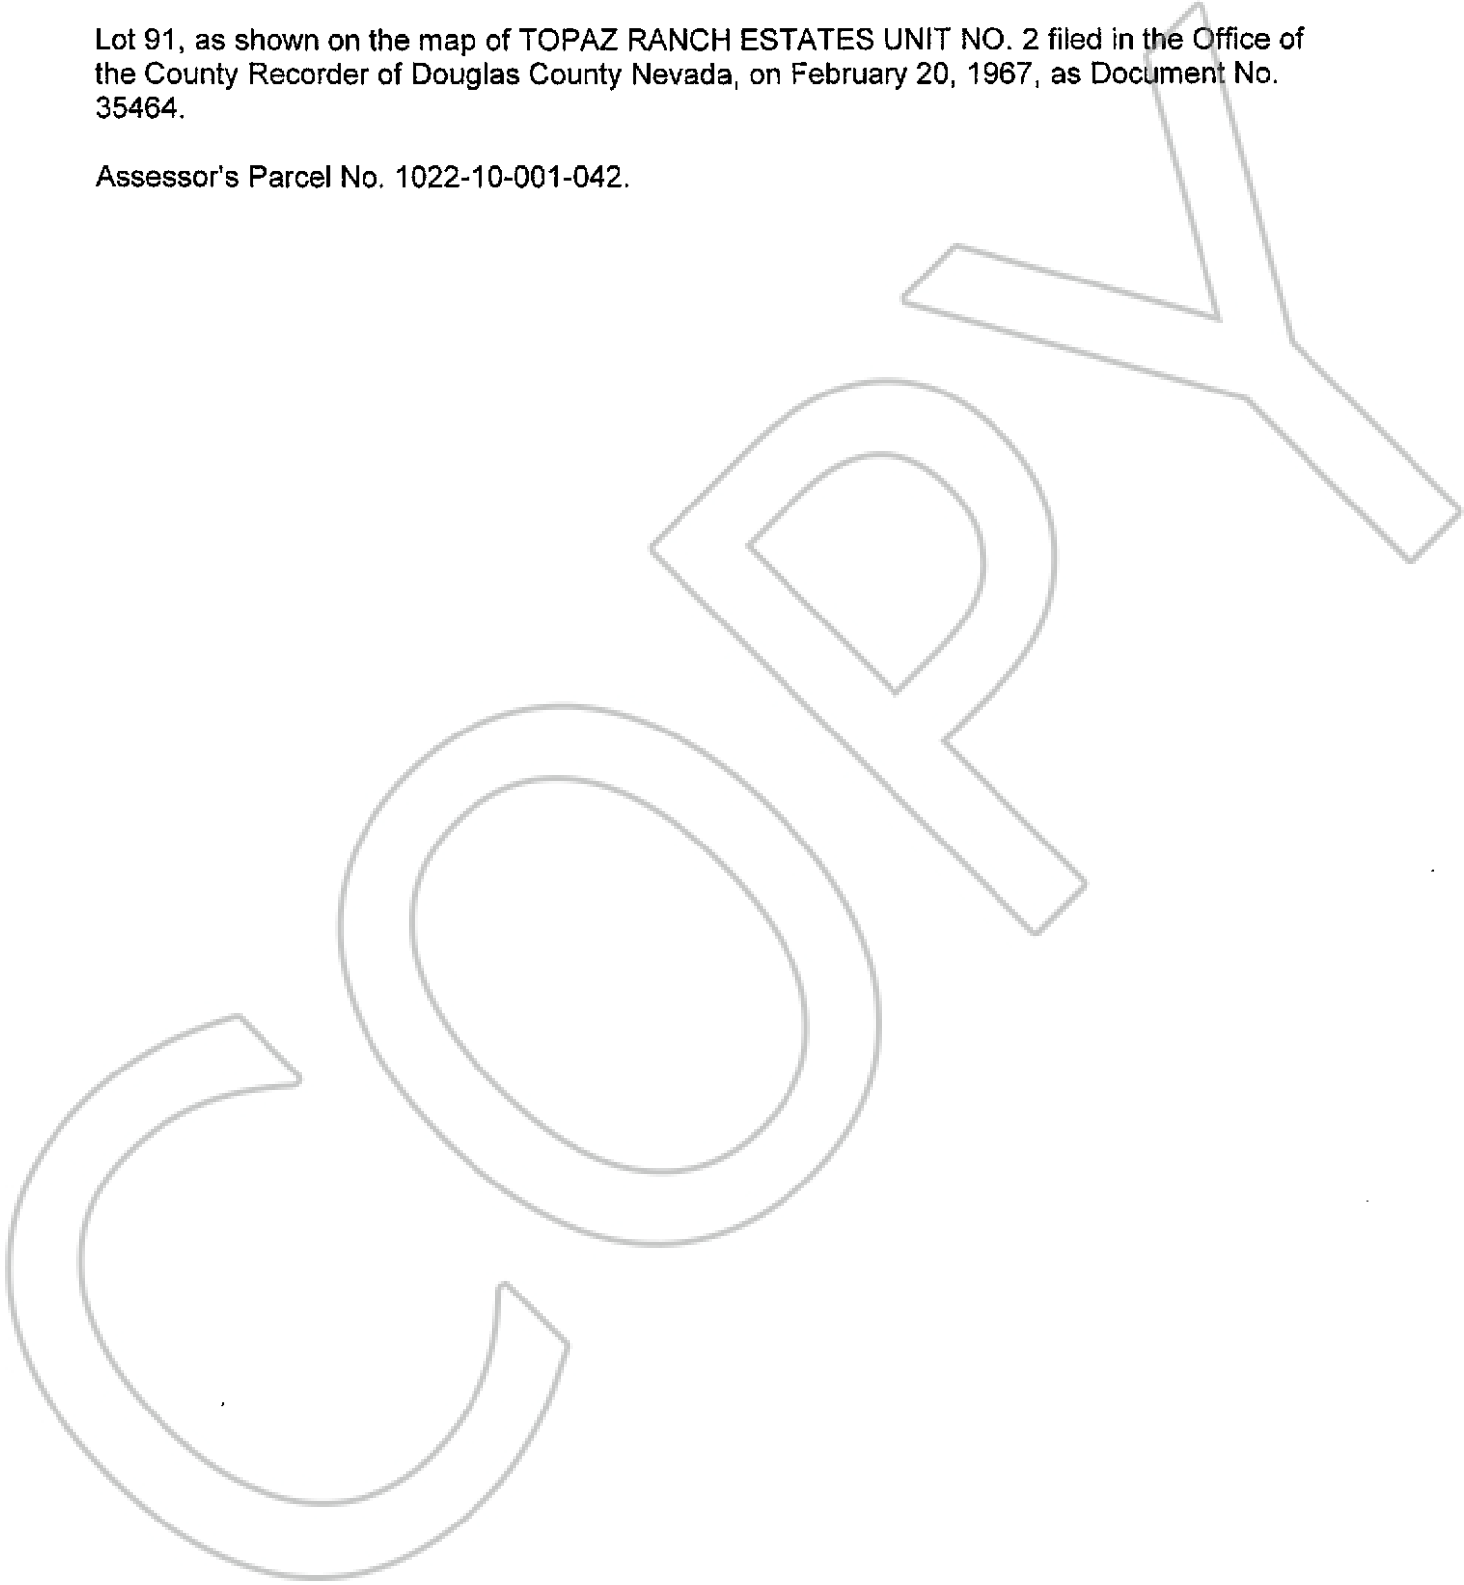 Lot 91, as shown on the map of TOPAZ RANCH ESTATES UNIT NO. 2 filed in the Office of
the County Recorder of Douglas County Nevada, on February 20, 1967, as Document No.
35464.
Assessor's Parcel No. 1022-10-001-042.
COPY